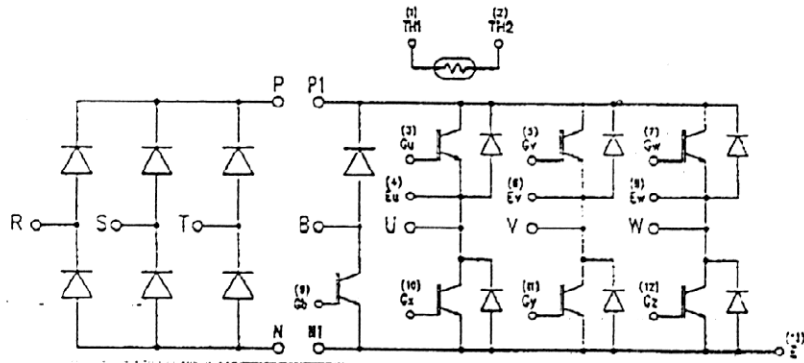 (1) (2)
TH1 TH2
P P1
(3) (5) (7)
Gu Gv Gw
(4) (6) (8)
Eu Ev Ew
R S T B U V W
(9) (10) (11) (12)
Gb Gx Gy Gz
N N1
(13)